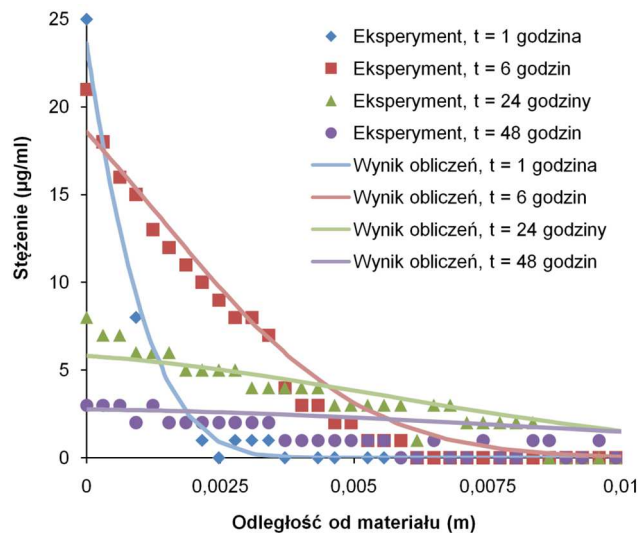 25
20
15
10
5
0
Stężenie (µg/ml)
Eksperyment, t = 1 godzina
Eksperyment, t = 6 godzin
Eksperyment, t = 24 godziny
Eksperyment, t = 48 godzin
Wynik obliczeń, t = 1 godzina
Wynik obliczeń, t = 6 godzin
Wynik obliczeń, t = 24 godziny
Wynik obliczeń, t = 48 godzin
0 0,0025 0,005 0,0075 0,01
Odległość od materiału (m)